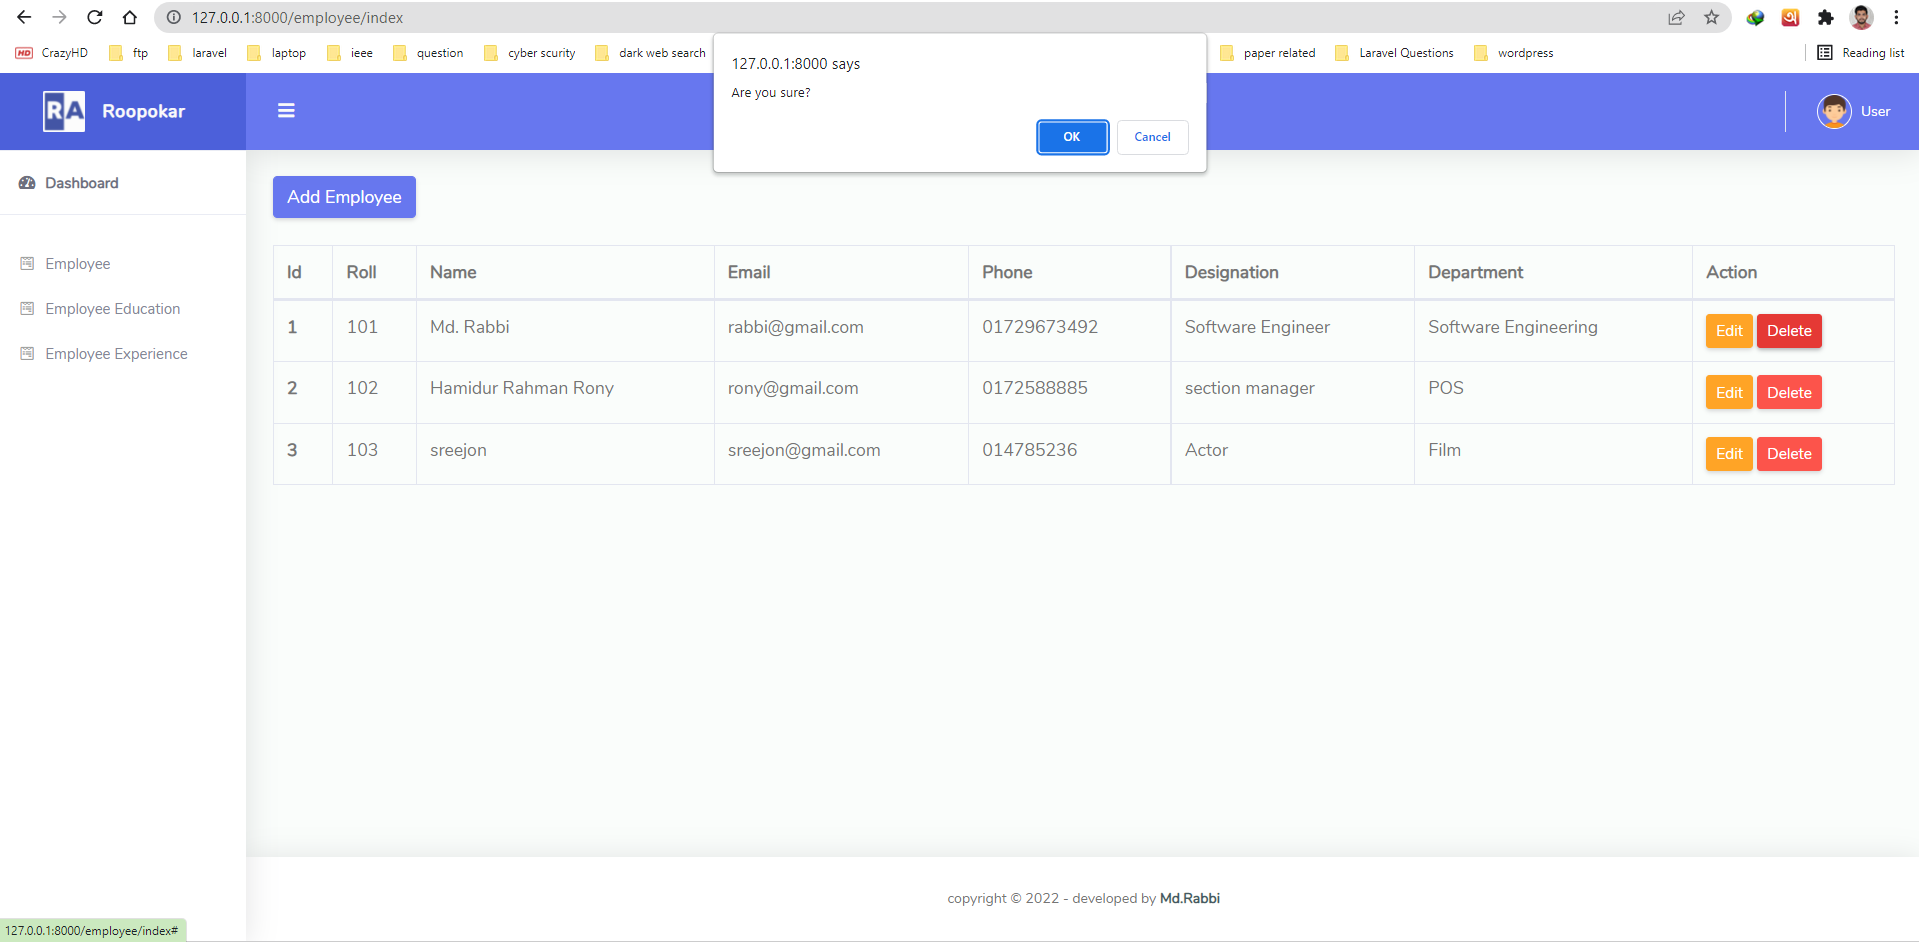 127.0.0.1:8000/employee/index
HD CrazyHD ftp laravel laptop ieee question cyber scurity dark web search paper related Laravel Questions wordpress Reading list
127.0.0.1:8000 says
Are you sure?
OK Cancel
RA Roopokar User
Dashboard
Employee
Employee Education
Employee Experience
Add Employee
Id Roll Name Email Phone Designation Department Action
1 101 Md. Rabbi rabbi@gmail.com 01729673492 Software Engineer Software Engineering Edit Delete
2 102 Hamidur Rahman Rony rony@gmail.com 0172588885 section manager POS Edit Delete
3 103 sreejon sreejon@gmail.com 014785236 Actor Film Edit Delete
copyright © 2022 - developed by Md.Rabbi
127.0.0.1:8000/employee/index#